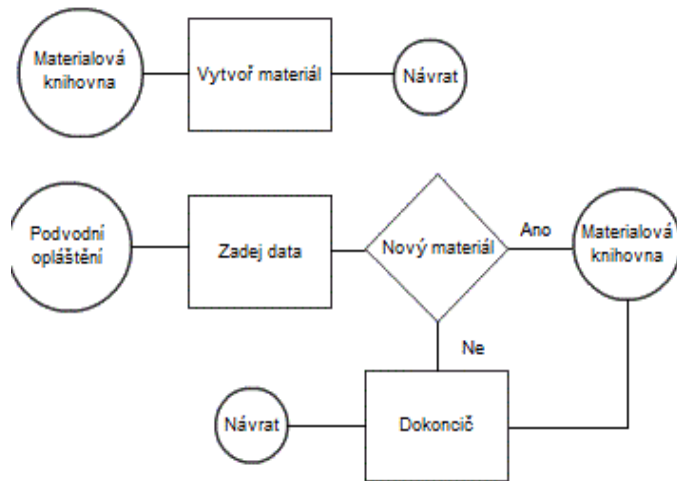 Materialová
knihovna
Vytvoř materiál
Návrat
Podvodní
opláštění
Zadej data
Nový materiál
Ano
Materialová
knihovna
Ne
Návrat
Dokoncič